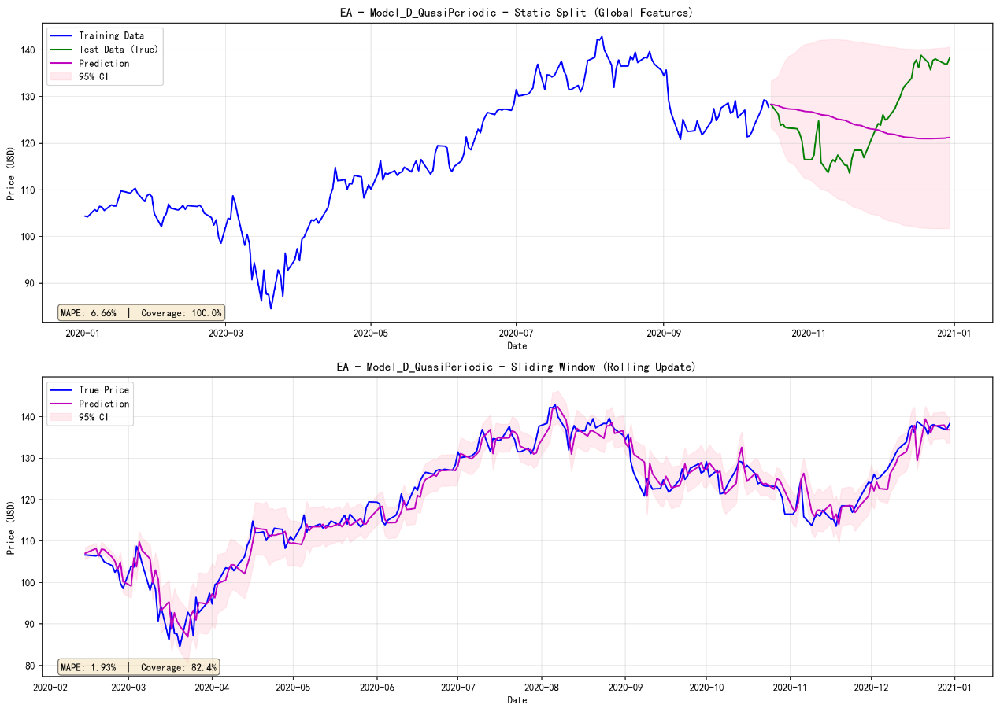 EA - Model_D_QuasiPeriodic - Static Split (Global Features)
Training Data
Test Data (True)
Prediction
95% CI
140
130
120
110
100
90
Price (USD)
MAPE: 6.66% | Coverage: 100.0%
2020-01 2020-03 2020-05 2020-07 2020-09 2020-11 2021-01
Date
EA - Model_D_QuasiPeriodic - Sliding Window (Rolling Update)
True Price
Prediction
95% CI
140
130
120
110
100
90
80
Price (USD)
MAPE: 1.93% | Coverage: 82.4%
2020-02 2020-03 2020-04 2020-05 2020-06 2020-07 2020-08 2020-09 2020-10 2020-11 2020-12 2021-01
Date